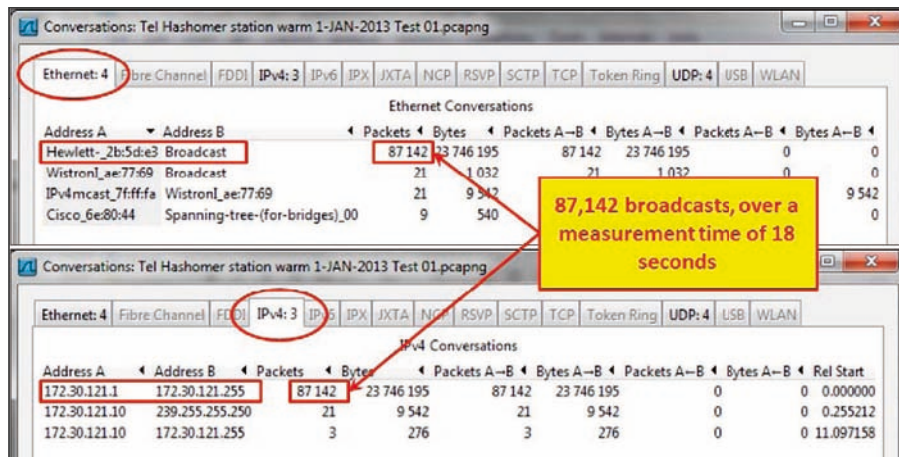 Conversations: Tel Hashomer station warm 1-JAN-2013 Test 01.pcapng
Ethernet: 4 Fibre Channel FDDI IPv4: 3 IPv6 IPX JXTA NCP RSVP SCTP TCP Token Ring UDP: 4 USB WLAN
Ethernet Conversations
Address A Address B Packets Bytes Packets A→B Bytes A→B Packets A←B Bytes A←B
Hewlett-_2b:5d:e3 Broadcast 87 142 23 746 195 87 142 23 746 195 0 0
WistronI_ae:77:69 Broadcast 21 1 032 21 1 032 0 0
IPv4mcast_7f:ff:fa WistronI_ae:77:69 21 9 542 9 542
Cisco_6e:80:44 Spanning-tree-(for-bridges)_00 9 540 0
87,142 broadcasts, over a
measurement time of 18
seconds
Conversations: Tel Hashomer station warm 1-JAN-2013 Test 01.pcapng
Ethernet: 4 Fibre Channel FDDI IPv4: 3 IPv6 IPX JXTA NCP RSVP SCTP TCP Token Ring UDP: 4 USB WLAN
IPv4 Conversations
Address A Address B Packets Bytes Packets A→B Bytes A→B Packets A←B Bytes A←B Rel Start
172.30.121.1 172.30.121.255 87 142 23 746 195 87 142 23 746 195 0 0 0.000000
172.30.121.10 239.255.255.250 21 9 542 21 9 542 0 0 0.255212
172.30.121.10 172.30.121.255 3 276 3 276 0 0 11.097158